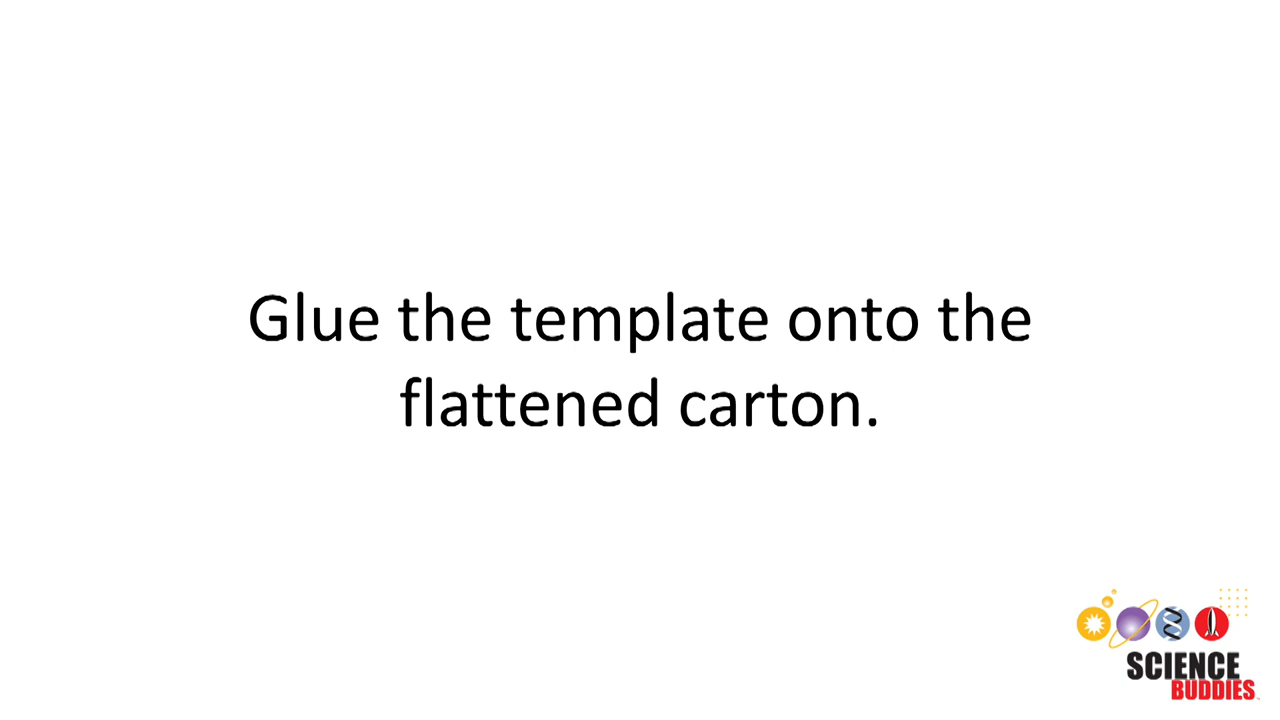 Glue the template onto the
flattened carton.
SCIENCE
BUDDIES